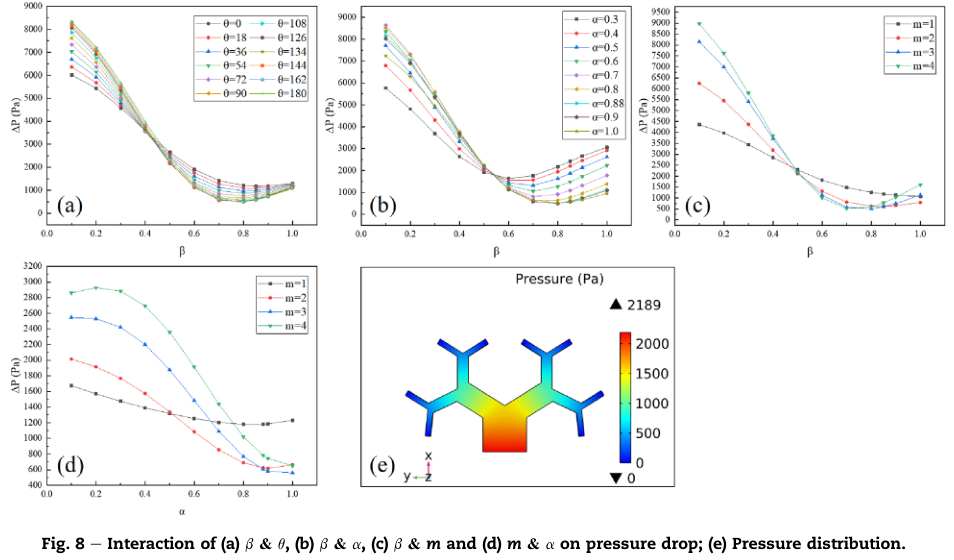 9000
8000
7000
6000
5000
4000
3000
2000
1000
0
ΔP (Pa)
θ=0 θ=108
θ=18 θ=126
θ=36 θ=134
θ=54 θ=144
θ=72 θ=162
θ=90 θ=180
(a)
0.0 0.2 0.4 0.6 0.8 1.0
β
9000
8000
7000
6000
5000
4000
3000
2000
1000
0
ΔP (Pa)
α=0.3
α=0.4
α=0.5
α=0.6
α=0.7
α=0.8
α=0.88
α=0.9
α=1.0
(b)
0.0 0.2 0.4 0.6 0.8 1.0
β
9500
9000
8500
8000
7500
7000
6500
6000
5500
5000
4500
4000
3500
3000
2500
2000
1500
1000
500
0
ΔP (Pa)
m=1
m=2
m=3
m=4
(c)
0.0 0.2 0.4 0.6 0.8 1.0
β
3200
3000
2800
2600
2400
2200
2000
1800
1600
1400
1200
1000
800
600
400
ΔP (Pa)
m=1
m=2
m=3
m=4
(d)
0.0 0.2 0.4 0.6 0.8 1.0
α
Pressure (Pa)
▲ 2189
2000
1500
1000
500
0
▼ 0
x
y z
(e)
Fig. 8 – Interaction of (a) β & θ, (b) β & α, (c) β & m and (d) m & α on pressure drop; (e) Pressure distribution.